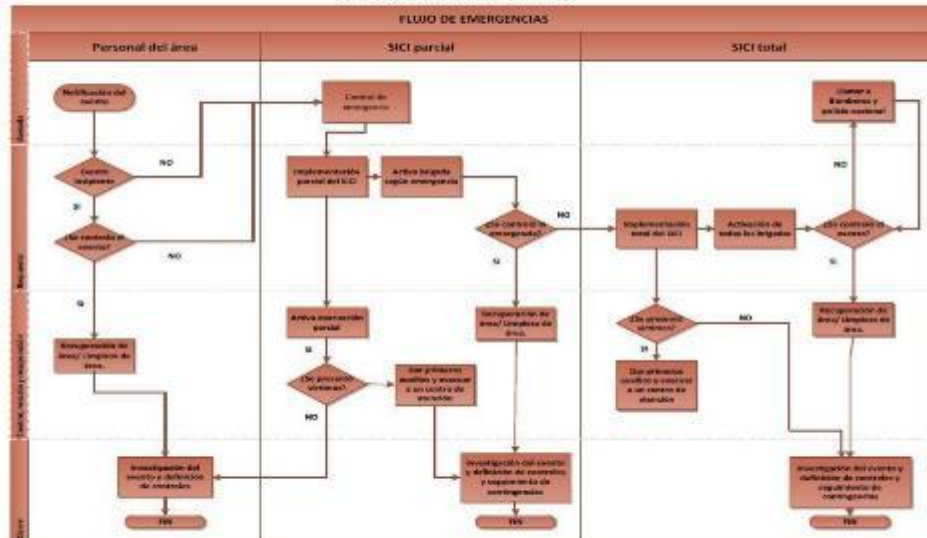 FLUJO DE EMERGENCIAS
Personal del área
SICI parcial
SICI total
Notificación del
evento
Evento
incipiente
NO
SI
¿Se controla el
evento?
NO
SI
Recuperación de
área/ Limpieza de
área.
Investigación del
evento y definición
de controles
FIN
Central de
emergencia
Implementación
parcial del SICI
Activa brigada
según emergencia
¿Se controló la
emergencia?
NO
SI
Activa evacuación
parcial
SI
¿Se presentó
víctimas?
NO
Dar primeros
auxilios y evacuar
a un centro de
atención
Recuperación de
área/ Limpieza de
área.
Investigación del evento
y definición de controles
y seguimiento de
contingencias
FIN
Llamar a
Bomberos y
policía nacional
NO
Implementación
total del SICI
Activación de
todas las brigadas
¿Se controló el
evento?
SI
¿Se presentó
víctimas?
NO
SI
Dar primeros
auxilios y evacuar
a un centro de
atención
Recuperación de
área/ Limpieza de
área.
Investigación del evento y
definición de controles y
seguimiento de
contingencias
FIN